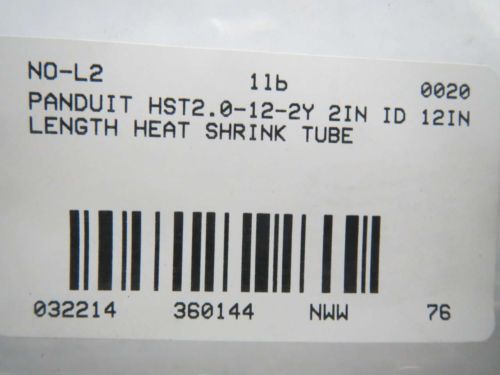 NO-L2 1lb 0020
PANDUIT HST2.0-12-2Y 2IN ID 12IN
LENGTH HEAT SHRINK TUBE
032214 360144 NWW 76